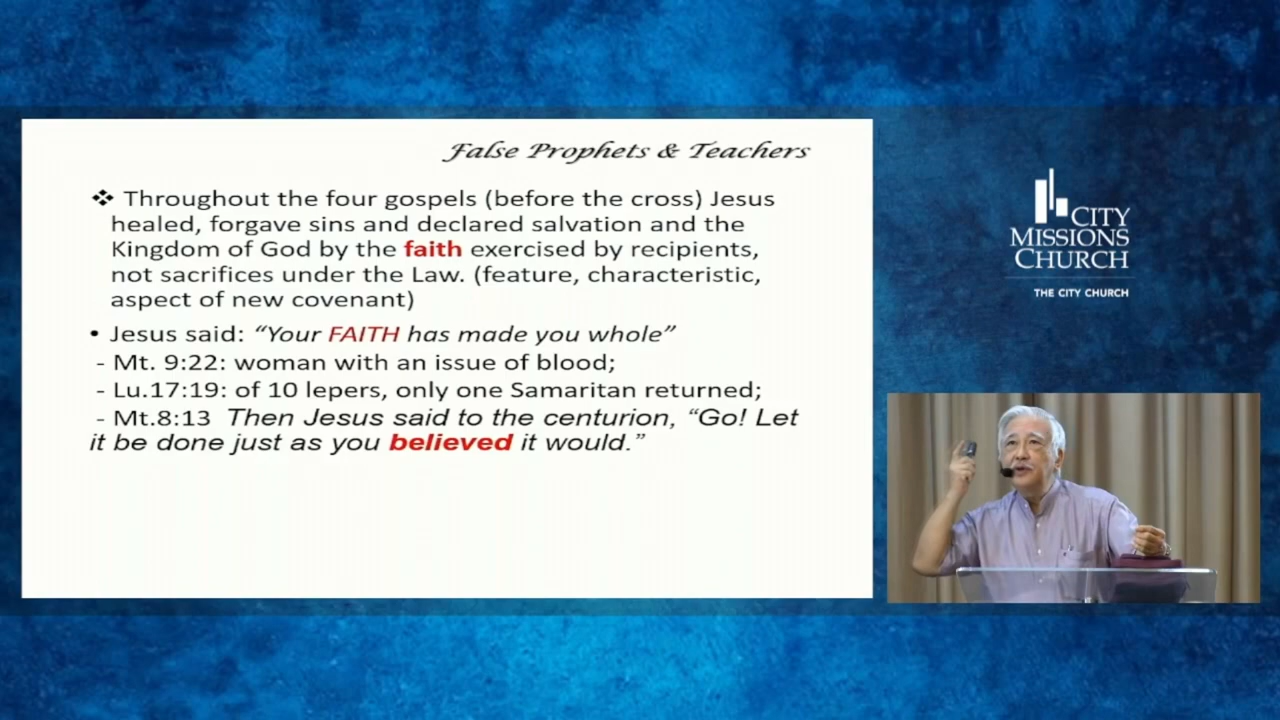 False Prophets & Teachers
❖ Throughout the four gospels (before the cross) Jesus
healed, forgave sins and declared salvation and the
Kingdom of God by the faith exercised by recipients,
not sacrifices under the Law. (feature, characteristic,
aspect of new covenant)
• Jesus said: “Your FAITH has made you whole”
- Mt. 9:22: woman with an issue of blood;
- Lu.17:19: of 10 lepers, only one Samaritan returned;
- Mt.8:13 Then Jesus said to the centurion, “Go! Let
it be done just as you believed it would.”
CITY
MISSIONS
CHURCH
THE CITY CHURCH